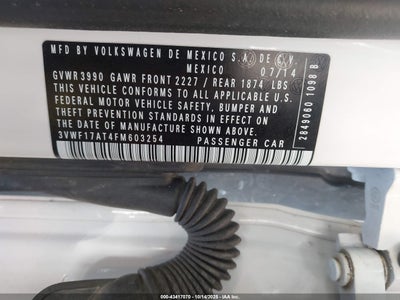 MFD BY VOLKSWAGEN DE MEXICO S.A. DE C.V.
MEXICO 07/14
GVWR 3990 GAWR FRONT 2227 / REAR 1874 LBS
THIS VEHICLE CONFORMS TO ALL APPLICABLE U.S.
FEDERAL MOTOR VEHICLE SAFETY, BUMPER AND
THEFT PREVENTION STANDARDS IN EFFECT ON THE
DATE OF MANUFACTURE SHOWN ABOVE.
3VWF17AT4FM603254 PASSENGER CAR
2849060 1098 B
000-43417070 - 10/14/2025 - © IAA, Inc.